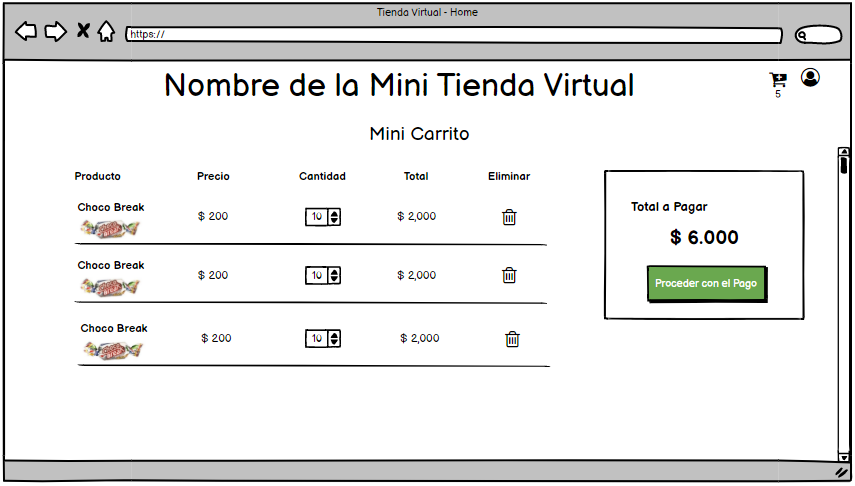 Tienda Virtual - Home
https://
Nombre de la Mini Tienda Virtual
5
Mini Carrito
Producto Precio Cantidad Total Eliminar
Choco Break
$ 200 10 $ 2,000
Choco Break
$ 200 10 $ 2,000
Choco Break
$ 200 10 $ 2,000
Total a Pagar
$ 6.000
Proceder con el Pago